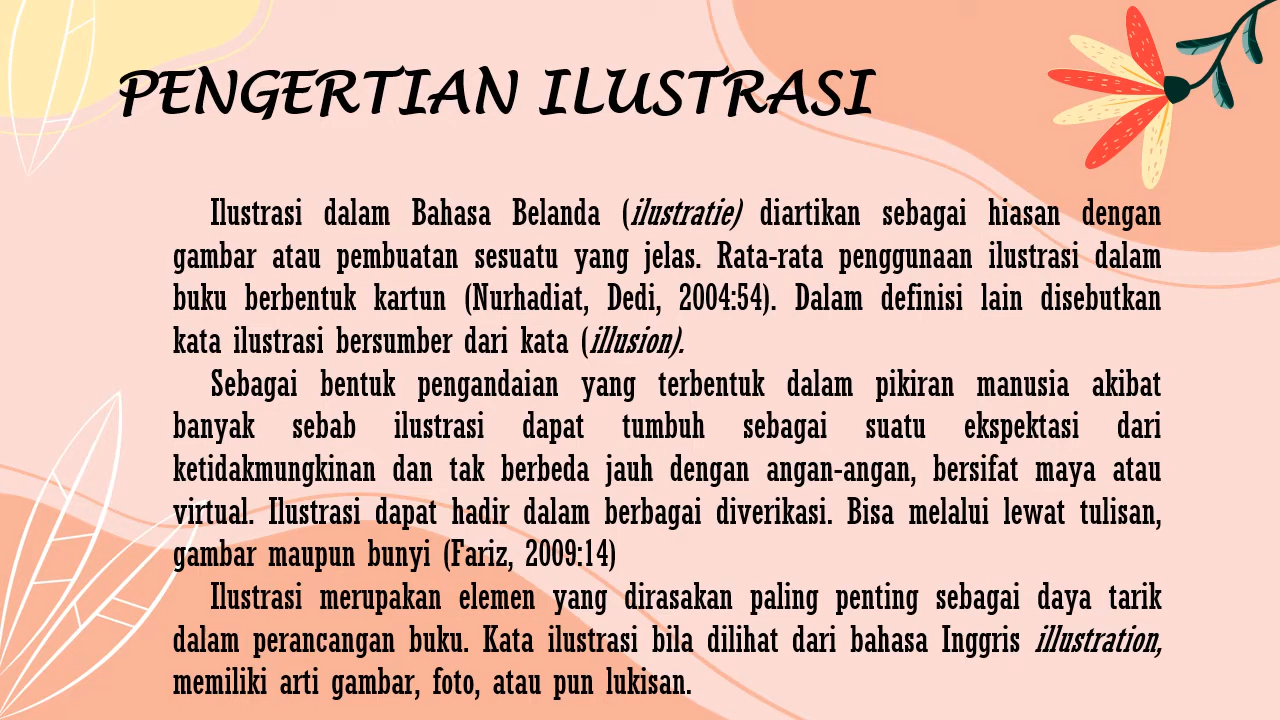 PENGERTIAN ILUSTRASI
Ilustrasi dalam Bahasa Belanda (ilustratie) diartikan sebagai hiasan dengan
gambar atau pembuatan sesuatu yang jelas. Rata-rata penggunaan ilustrasi dalam
buku berbentuk kartun (Nurhadiat, Dedi, 2004:54). Dalam definisi lain disebutkan
kata ilustrasi bersumber dari kata (illusion).
Sebagai bentuk pengandaian yang terbentuk dalam pikiran manusia akibat
banyak sebab ilustrasi dapat tumbuh sebagai suatu ekspektasi dari
ketidakmungkinan dan tak berbeda jauh dengan angan-angan, bersifat maya atau
virtual. Ilustrasi dapat hadir dalam berbagai diverikasi. Bisa melalui lewat tulisan,
gambar maupun bunyi (Fariz, 2009:14)
Ilustrasi merupakan elemen yang dirasakan paling penting sebagai daya tarik
dalam perancangan buku. Kata ilustrasi bila dilihat dari bahasa Inggris illustration,
memiliki arti gambar, foto, atau pun lukisan.